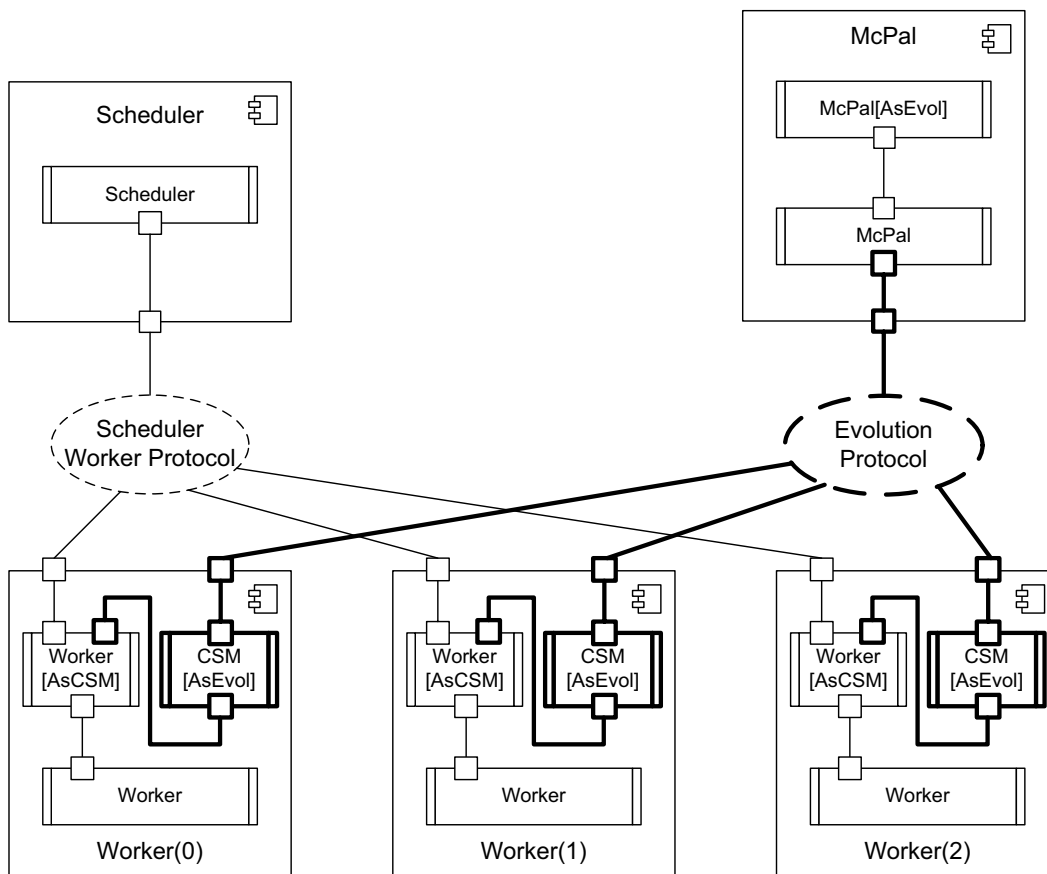 McPal
McPal[AsEvol]
McPal
Scheduler
Scheduler
Scheduler
Worker Protocol
Evolution
Protocol
Worker
[AsCSM]
CSM
[AsEvol]
Worker
Worker(0)
Worker
[AsCSM]
CSM
[AsEvol]
Worker
Worker(1)
Worker
[AsCSM]
CSM
[AsEvol]
Worker
Worker(2)